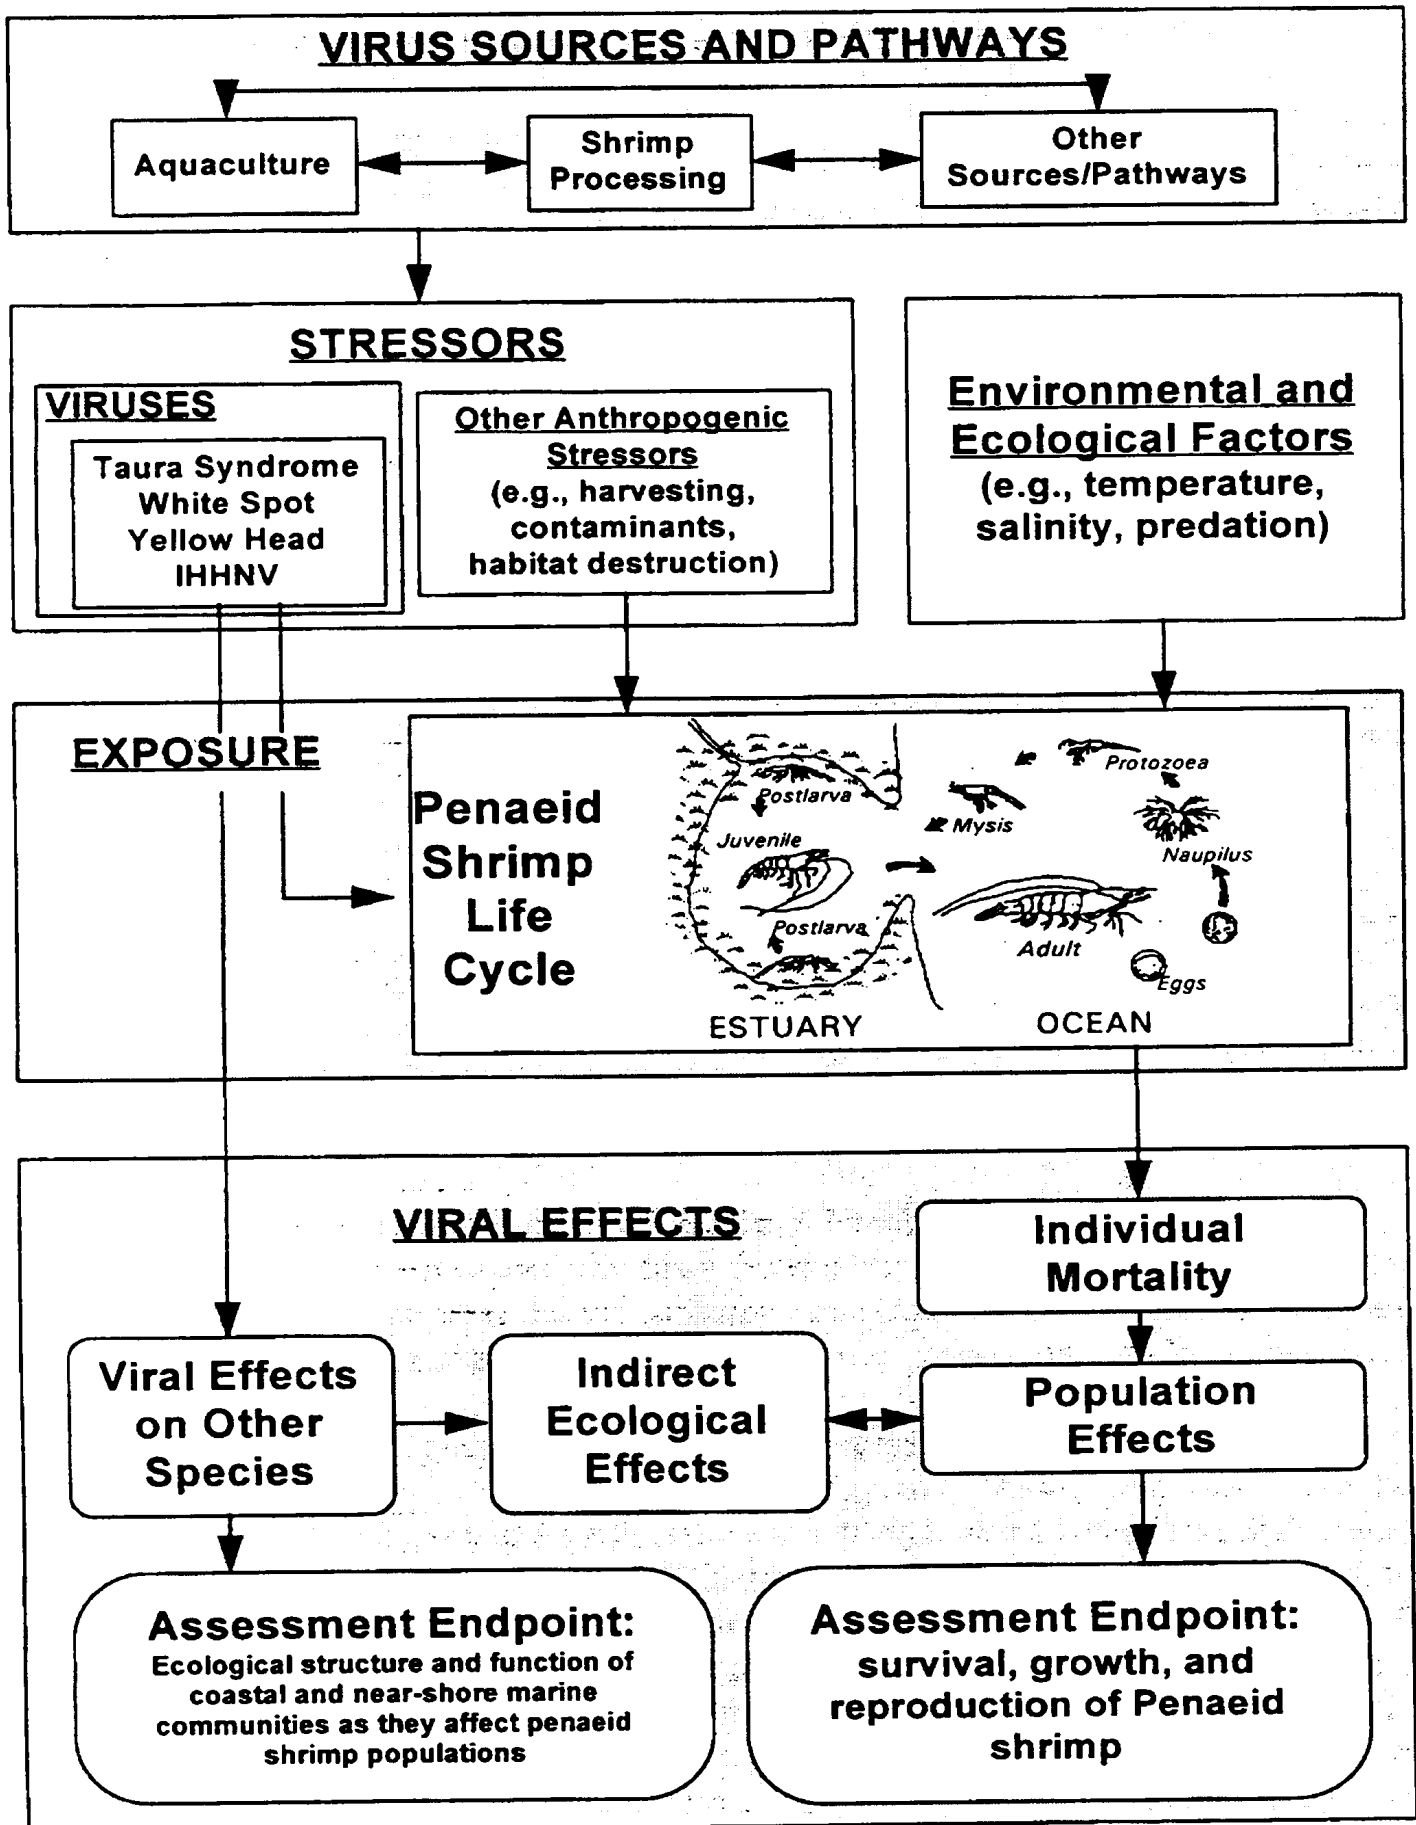 VIRUS SOURCES AND PATHWAYS
Aquaculture
Shrimp
Processing
Other
Sources/Pathways
STRESSORS
VIRUSES
Taura Syndrome
White Spot
Yellow Head
IHHNV
Other Anthropogenic
Stressors
(e.g., harvesting,
contaminants,
habitat destruction)
Environmental and
Ecological Factors
(e.g., temperature,
salinity, predation)
EXPOSURE
Penaeid
Shrimp
Life
Cycle
Postlarva
Juvenile
Postlarva
ESTUARY
Protozoea
Mysis
Naupilus
Adult
Eggs
OCEAN
VIRAL EFFECTS
Individual
Mortality
Viral Effects
on Other
Species
Indirect
Ecological
Effects
Population
Effects
Assessment Endpoint:
Ecological structure and function of
coastal and near-shore marine
communities as they affect penaeid
shrimp populations
Assessment Endpoint:
survival, growth, and
reproduction of Penaeid
shrimp